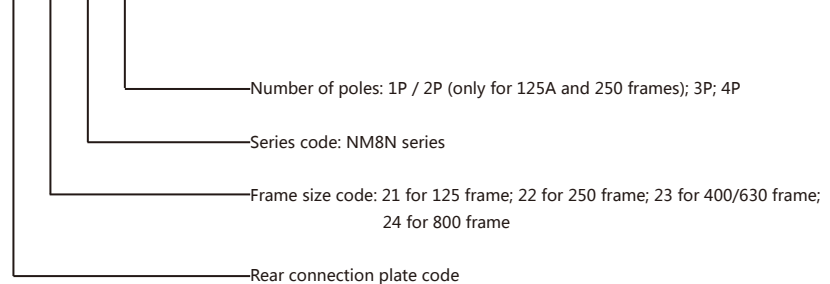 Number of poles: 1P / 2P (only for 125A and 250 frames); 3P; 4P
Series code: NM8N series
Frame size code: 21 for 125 frame; 22 for 250 frame; 23 for 400/630 frame;
24 for 800 frame
Rear connection plate code